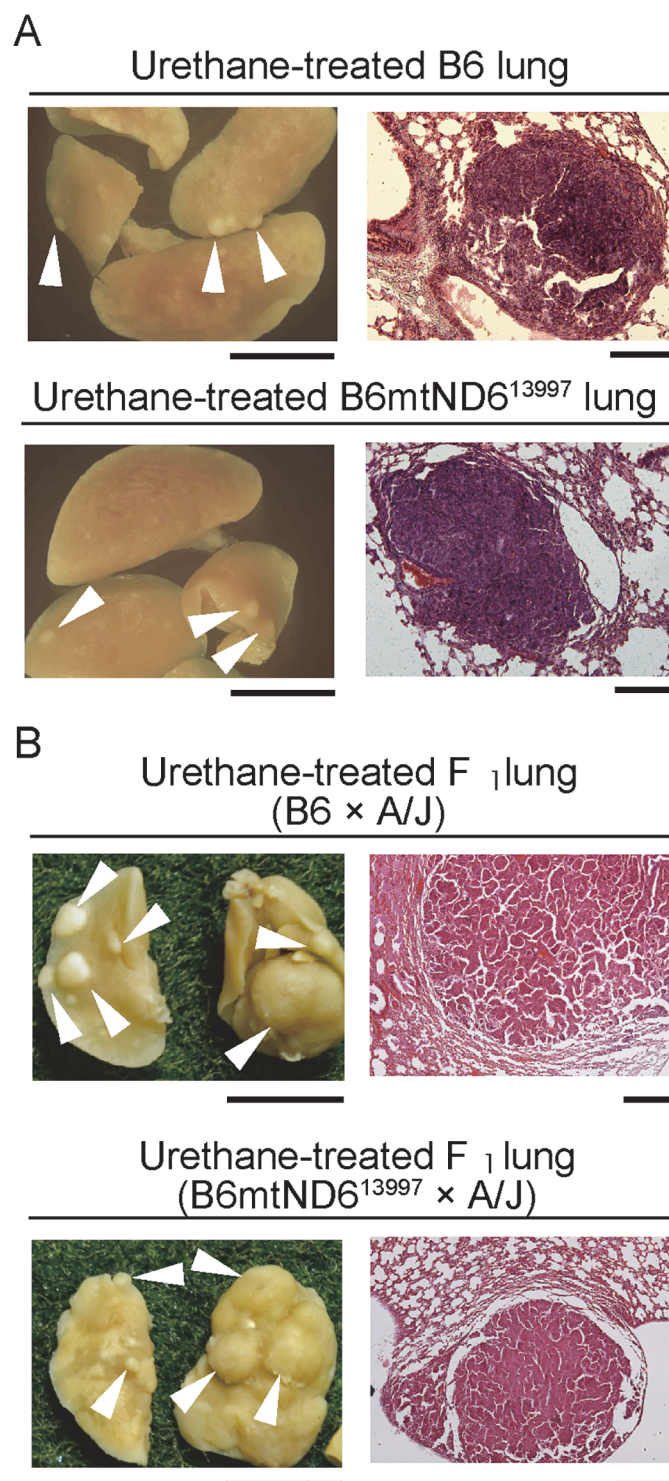 A
Urethane-treated B6 lung
Urethane-treated B6mtND6¹³⁹⁹⁷ lung
B
Urethane-treated F ₁ lung
(B6 × A/J)
Urethane-treated F ₁ lung
(B6mtND6¹³⁹⁹⁷ × A/J)